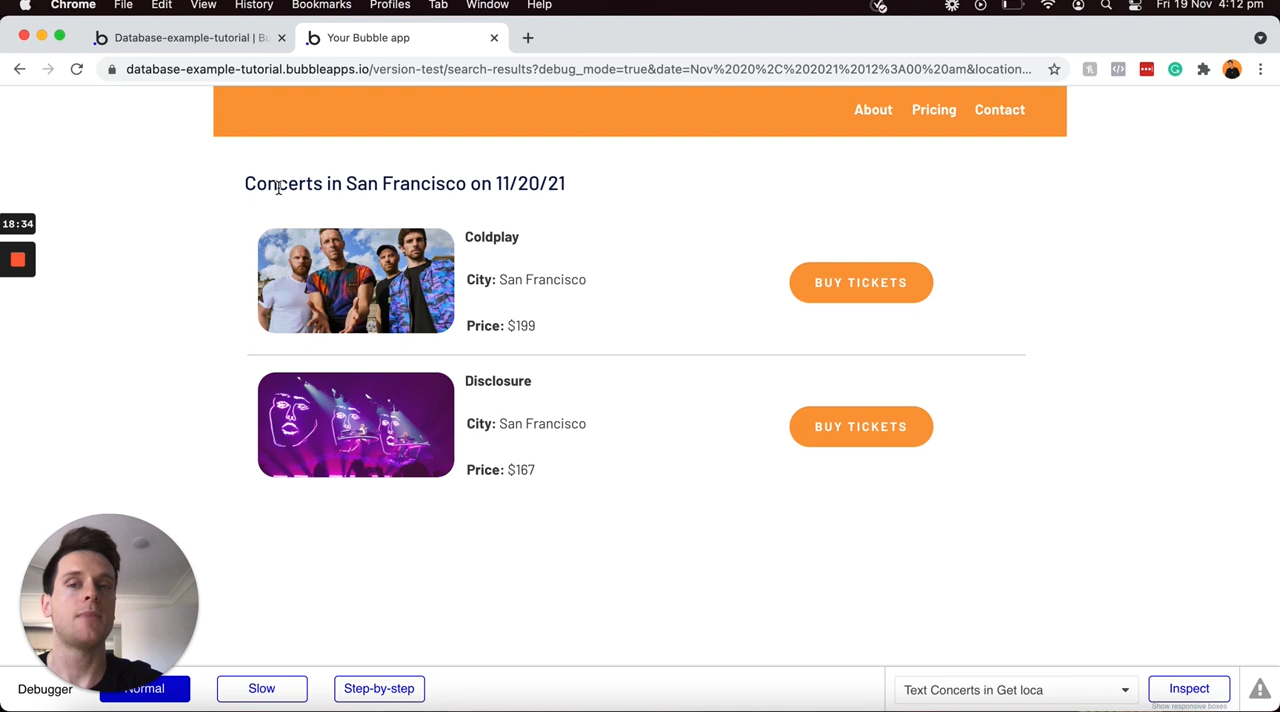 Chrome File Edit View History Bookmarks Profiles Tab Window Help Fri 19 Nov 4:12 pm
Database-example-tutorial | Bu
Your Bubble app
database-example-tutorial.bubbleapps.io/version-test/search-results?debug_mode=true&date=Nov%2020%2C%202021%2012%3A00%20am&location...
About Pricing Contact
Concerts in San Francisco on 11/20/21
18:34
Coldplay
City: San Francisco
BUY TICKETS
Price: $199
Disclosure
City: San Francisco
BUY TICKETS
Price: $167
Debugger Normal Slow Step-by-step Text Concerts in Get loca Inspect
Show responsive boxes